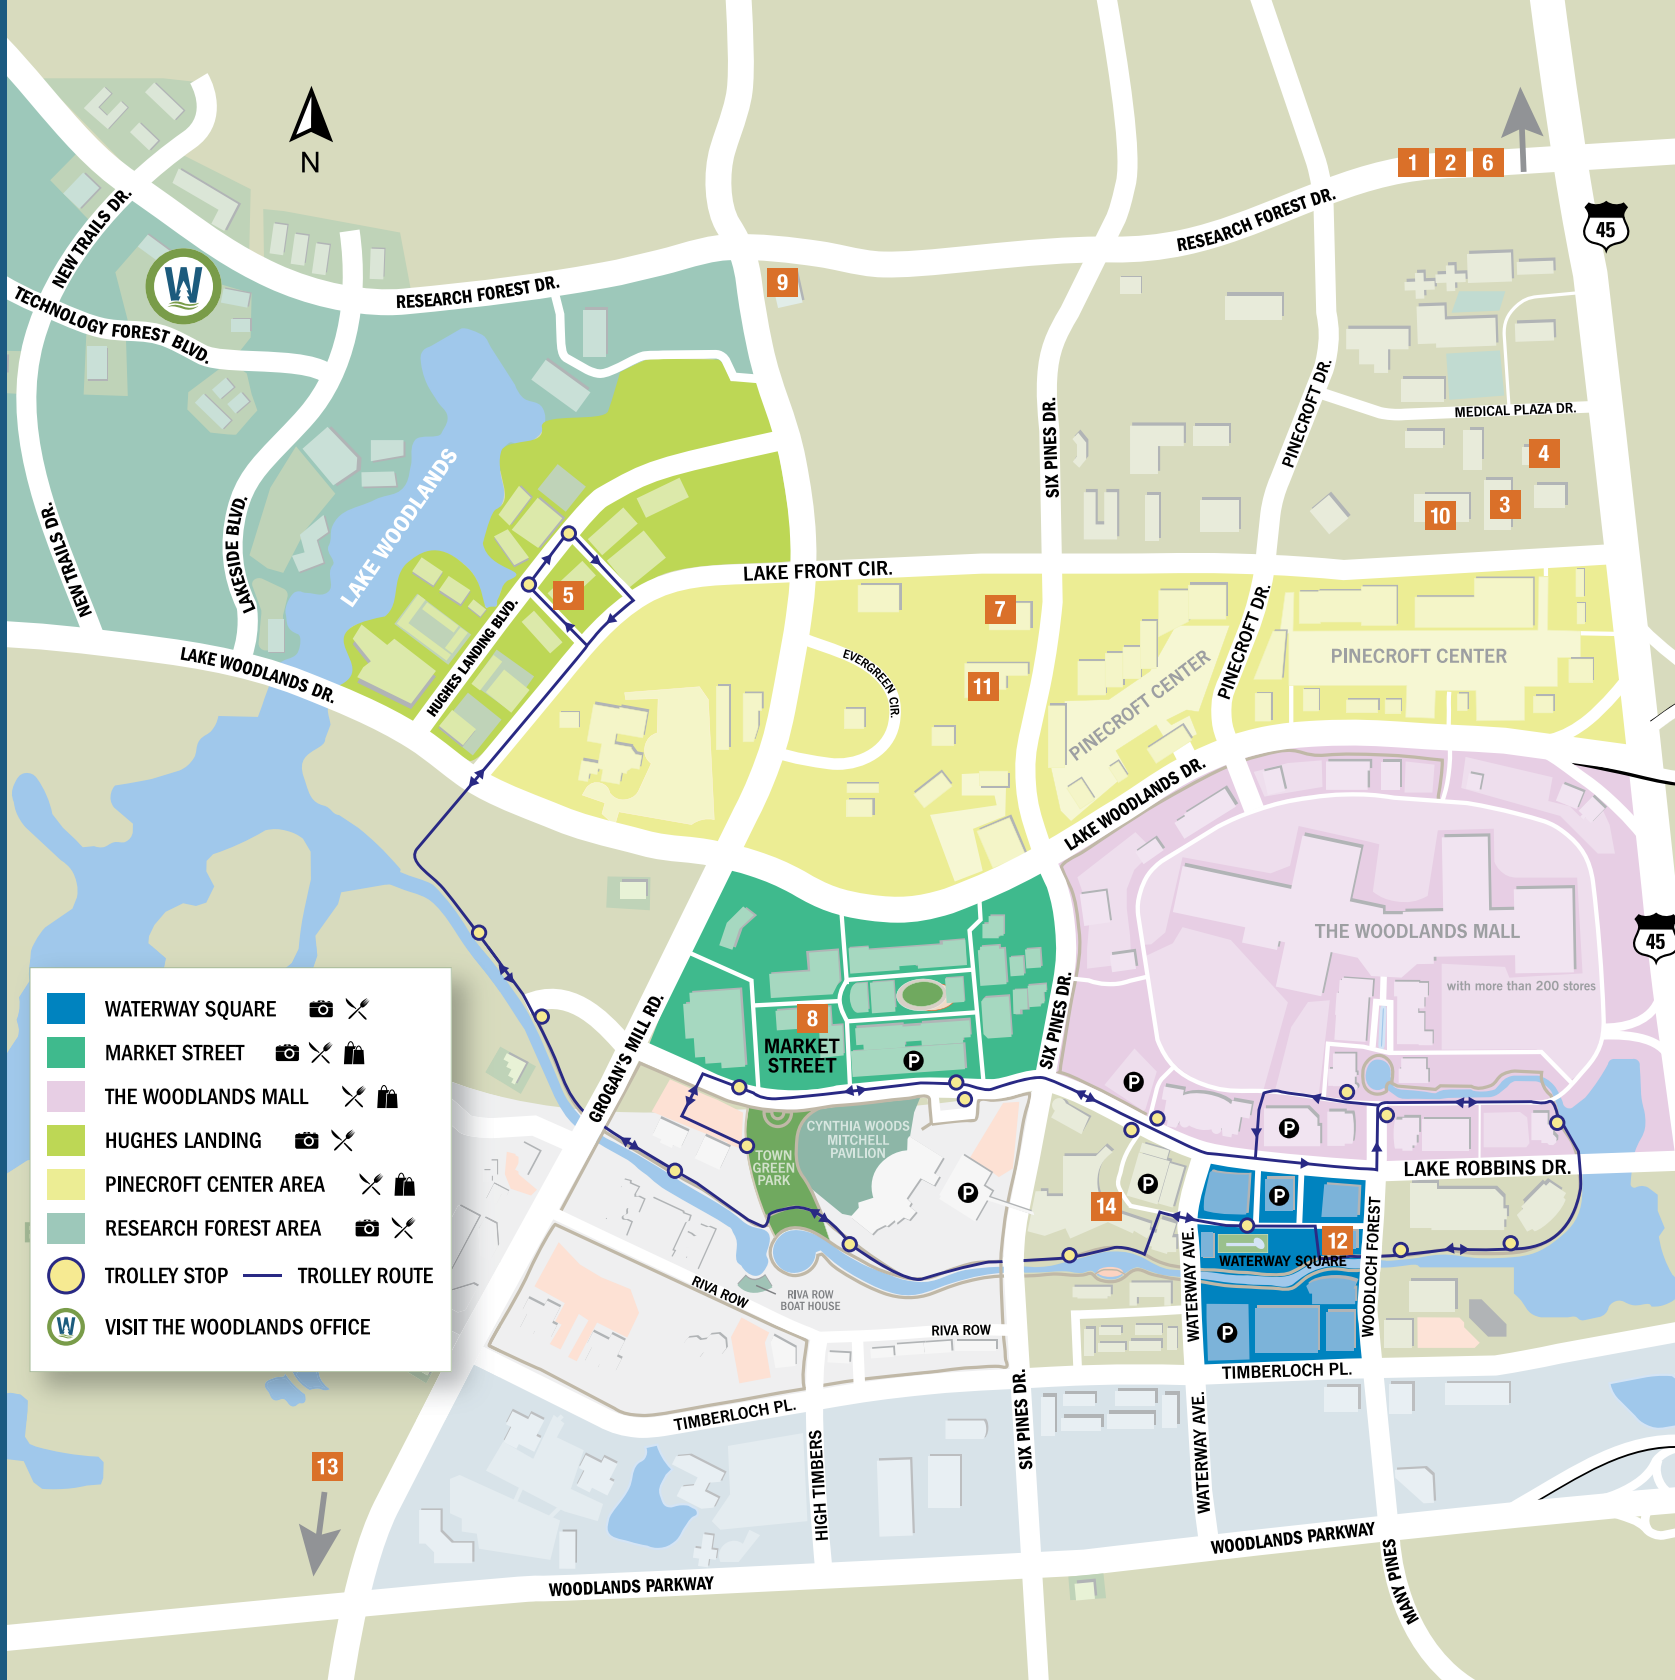 N
1
2
6
RESEARCH FOREST DR.
45
NEW TRAILS DR.
W
TECHNOLOGY FOREST BLVD.
RESEARCH FOREST DR.
9
PINECROFT DR.
MEDICAL PLAZA DR.
SIX PINES DR.
4
3
10
LAKE WOODLANDS
NEW TRAILS DR.
LAKESIDE BLVD.
LAKE FRONT CIR.
5
7
HUGHES LANDING BLVD.
LAKE WOODLANDS DR.
EVERGREEN CIR.
11
PINECROFT DR.
PINECROFT CENTER
PINECROFT CENTER
LAKE WOODLANDS DR.
THE WOODLANDS MALL
with more than 200 stores
45
WATERWAY SQUARE
MARKET STREET
THE WOODLANDS MALL
HUGHES LANDING
PINECROFT CENTER AREA
RESEARCH FOREST AREA
TROLLEY STOP
TROLLEY ROUTE
W
VISIT THE WOODLANDS OFFICE
GROGAN'S MILL RD.
8
MARKET
STREET
P
SIX PINES DR.
P
P
CYNTHIA WOODS
MITCHELL
PAVILION
TOWN
GREEN
PARK
P
P
P
LAKE ROBBINS DR.
14
12
WATERWAY SQUARE
WATERWAY AVE.
WOODLOCH FOREST
P
RIVA ROW
RIVA ROW
BOAT HOUSE
RIVA ROW
TIMBERLOCH PL.
TIMBERLOCH PL.
SIX PINES DR.
WATERWAY AVE.
HIGH TIMBERS
13
WOODLANDS PARKWAY
WOODLANDS PARKWAY
MANY PINES